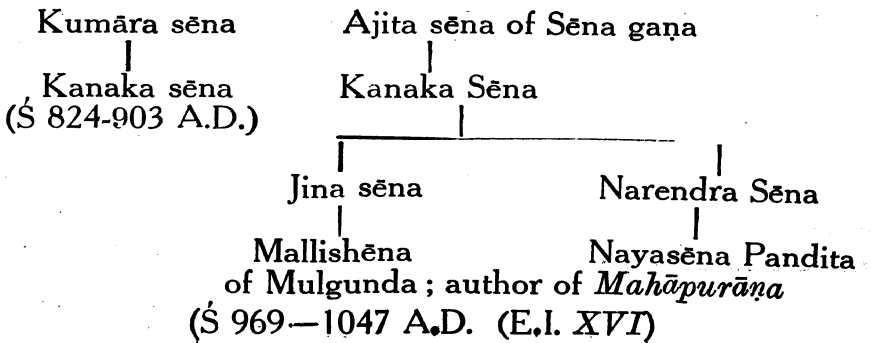 Kumāra sēna Ajita sēna of Sēna gaṇa
Kanaka sēna Kanaka Sēna
(Ś 824-903 A.D.)
Jina sēna Narendra Sēna
Mallishēna Nayasēna Pandita
of Mulgunda ; author of Mahāpurāṇa
(Ś 969—1047 A.D. (E.I. XVI)